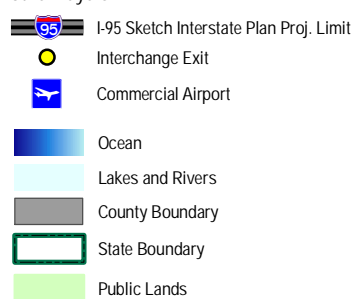 95 I-95 Sketch Interstate Plan Proj. Limit
Interchange Exit
Commercial Airport
Ocean
Lakes and Rivers
County Boundary
State Boundary
Public Lands